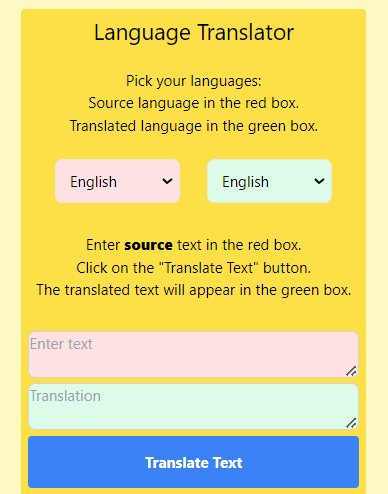 Language Translator
Pick your languages:
Source language in the red box.
Translated language in the green box.
English English
Enter source text in the red box.
Click on the "Translate Text" button.
The translated text will appear in the green box.
Enter text
Translation
Translate Text